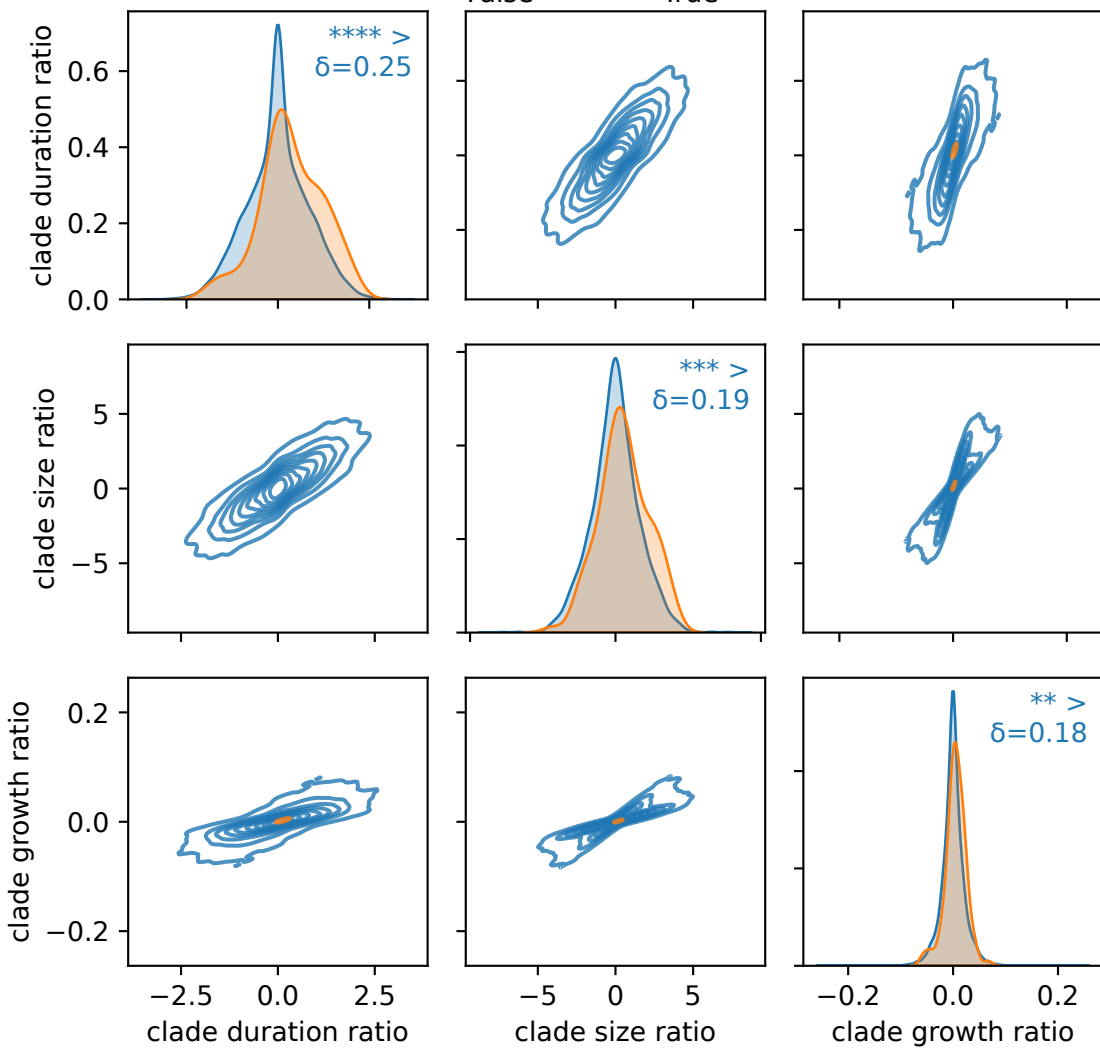 True
clade duration ratio
0.6
0.4
0.2
0.0
**** >
δ=0.25
clade size ratio
5
0
−5
*** >
δ=0.19
clade growth ratio
0.2
0.0
−0.2
** >
δ=0.18
−2.5 0.0 2.5
−5 0 5
−0.2 0.0 0.2
clade duration ratio
clade size ratio
clade growth ratio